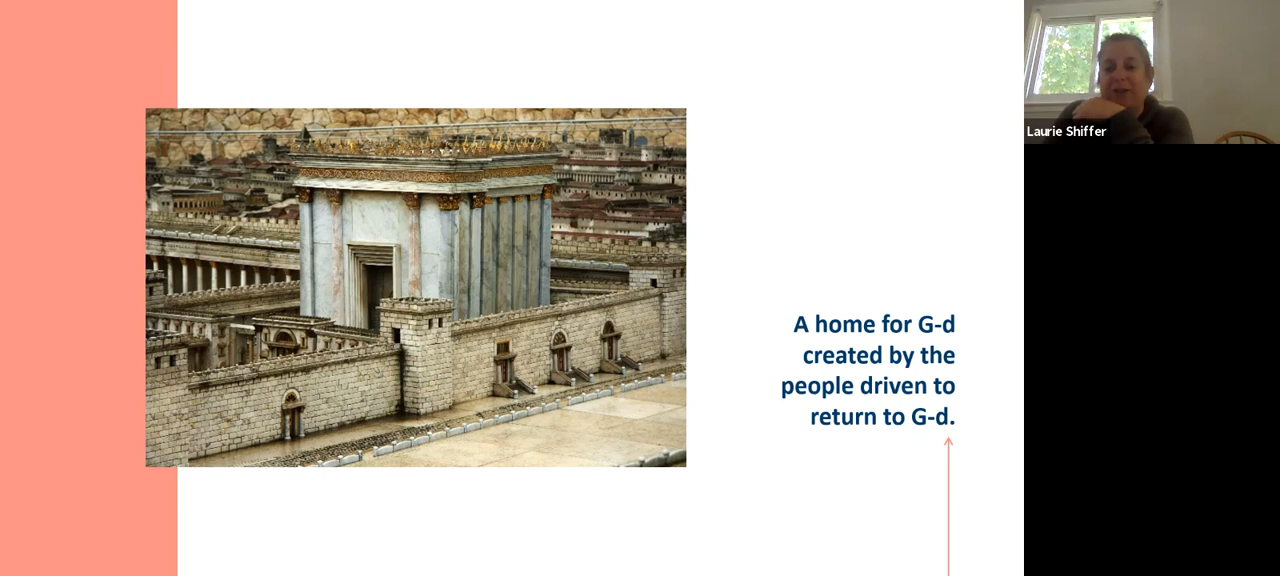 A home for G-d
created by the
people driven to
return to G-d.
Laurie Shiffer